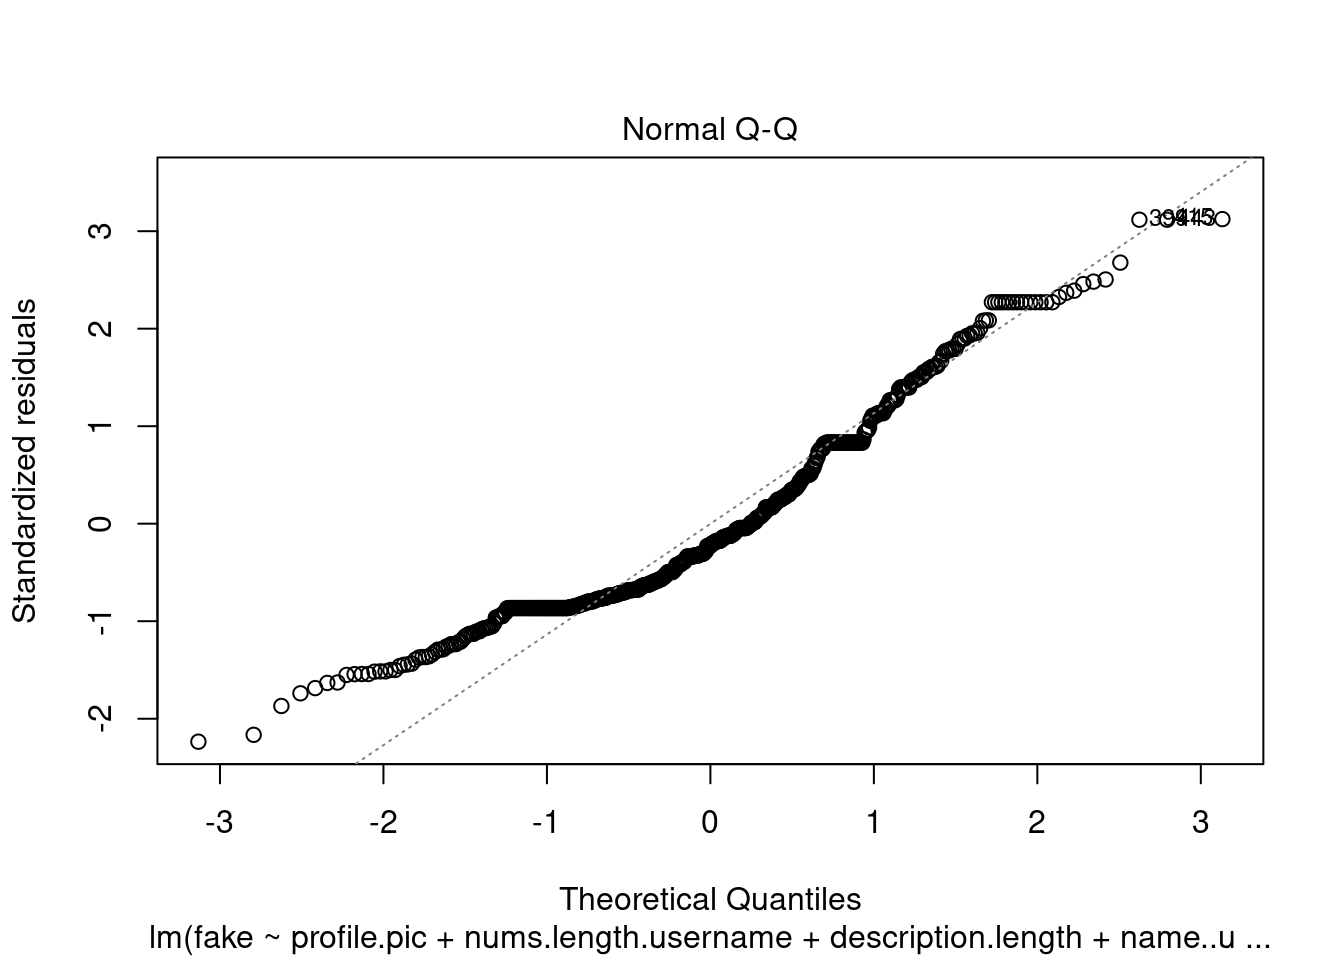 Normal Q-Q
Standardized residuals
3
2
1
0
-1
-2
-3 -2 -1 0 1 2 3
Theoretical Quantiles
lm(fake ~ profile.pic + nums.length.username + description.length + name..u ...